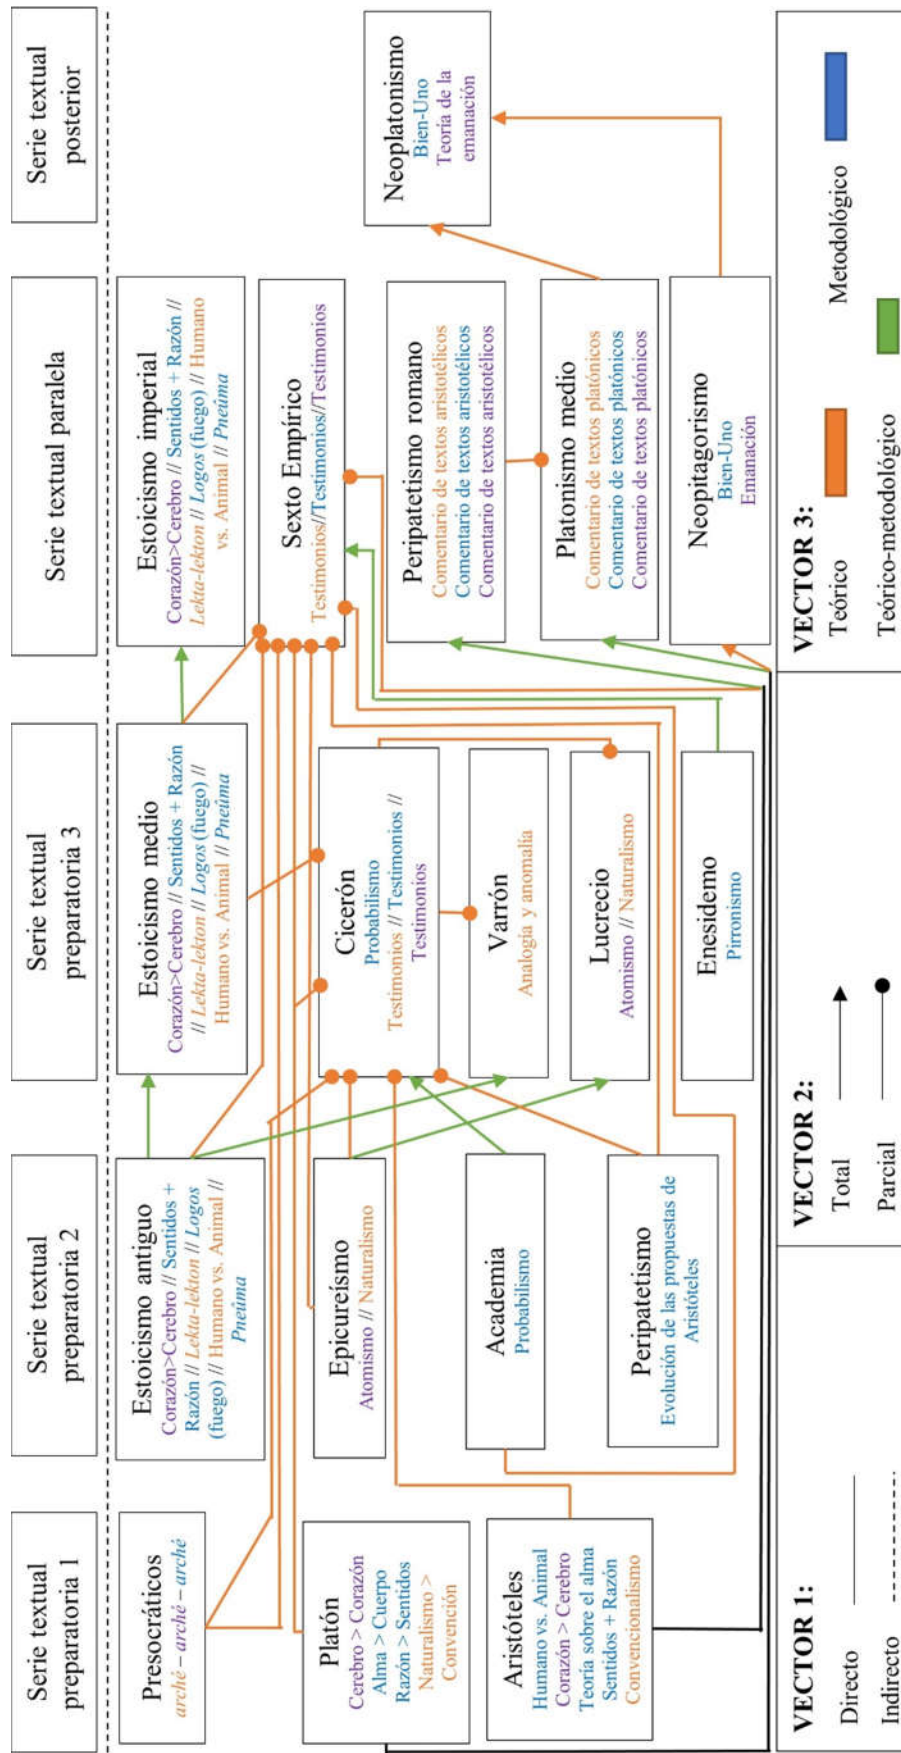 Serie textual
preparatoria 1
Serie textual
preparatoria 2
Serie textual
preparatoria 3
Serie textual paralela
Serie textual
posterior
Presocráticos
arché – arché – arché
Platón
Cerebro > Corazón
Alma > Cuerpo
Razón > Sentidos
Naturalismo >
Convención
Aristóteles
Humano vs. Animal
Corazón > Cerebro
Teoría sobre el alma
Sentidos + Razón
Convencionalismo
Estoicismo antiguo
Corazón>Cerebro // Sentidos +
Razón // Lekta-lekton // Logos
(fuego) // Humano vs. Animal //
Pneûma
Epicureísmo
Atomismo // Naturalismo
Academia
Probabilismo
Peripatetismo
Evolución de las propuestas de
Aristóteles
Estoicismo medio
Corazón>Cerebro // Sentidos + Razón
// Lekta-lekton // Logos (fuego) //
Humano vs. Animal // Pneûma
Cicerón
Probabilismo
Testimonios // Testimonios //
Testimonios
Varrón
Analogía y anomalía
Lucrecio
Atomismo // Naturalismo
Enesidemo
Pirronismo
Estoicismo imperial
Corazón>Cerebro // Sentidos + Razón //
Lekta-lekton // Logos (fuego) // Humano
vs. Animal // Pneûma
Sexto Empírico
Testimonios//Testimonios//Testimonios
Peripatetismo romano
Comentario de textos aristotélicos
Comentario de textos aristotélicos
Comentario de textos aristotélicos
Platonismo medio
Comentario de textos platónicos
Comentario de textos platónicos
Comentario de textos platónicos
Neopitagorismo
Bien-Uno
Emanación
Neoplatonismo
Bien-Uno
Teoría de la
emanación
VECTOR 1:
Directo
Indirecto
VECTOR 2:
Total
Parcial
VECTOR 3:
Teórico
Metodológico
Teórico-metodológico